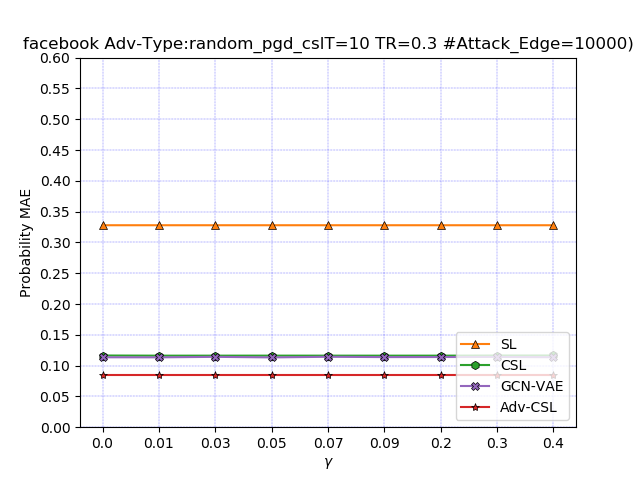 facebook Adv-Type:random_pgd_cslT=10 TR=0.3 #Attack_Edge=10000)
0.60
0.55
0.50
0.45
0.40
0.35
0.30
0.25
0.20
0.15
0.10
0.05
0.00
Probability MAE
SL
CSL
GCN-VAE
Adv-CSL
0.0 0.01 0.03 0.05 0.07 0.09 0.2 0.3 0.4
γ